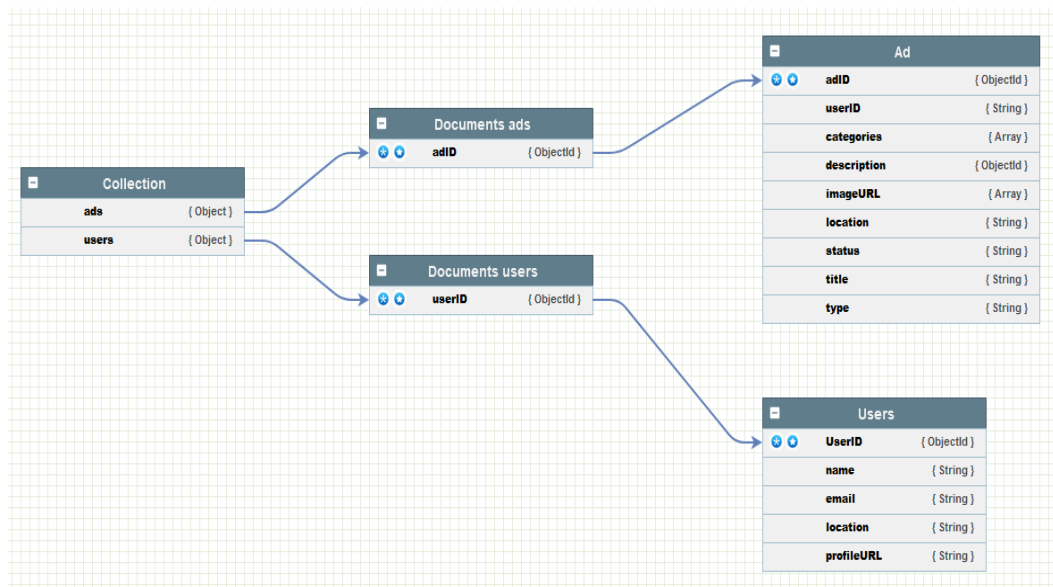 Collection
ads { Object }
users { Object }
Documents ads
adID { ObjectId }
Documents users
userID { ObjectId }
Ad
adID { ObjectId }
userID { String }
categories { Array }
description { ObjectId }
imageURL { Array }
location { String }
status { String }
title { String }
type { String }
Users
UserID { ObjectId }
name { String }
email { String }
location { String }
profileURL { String }